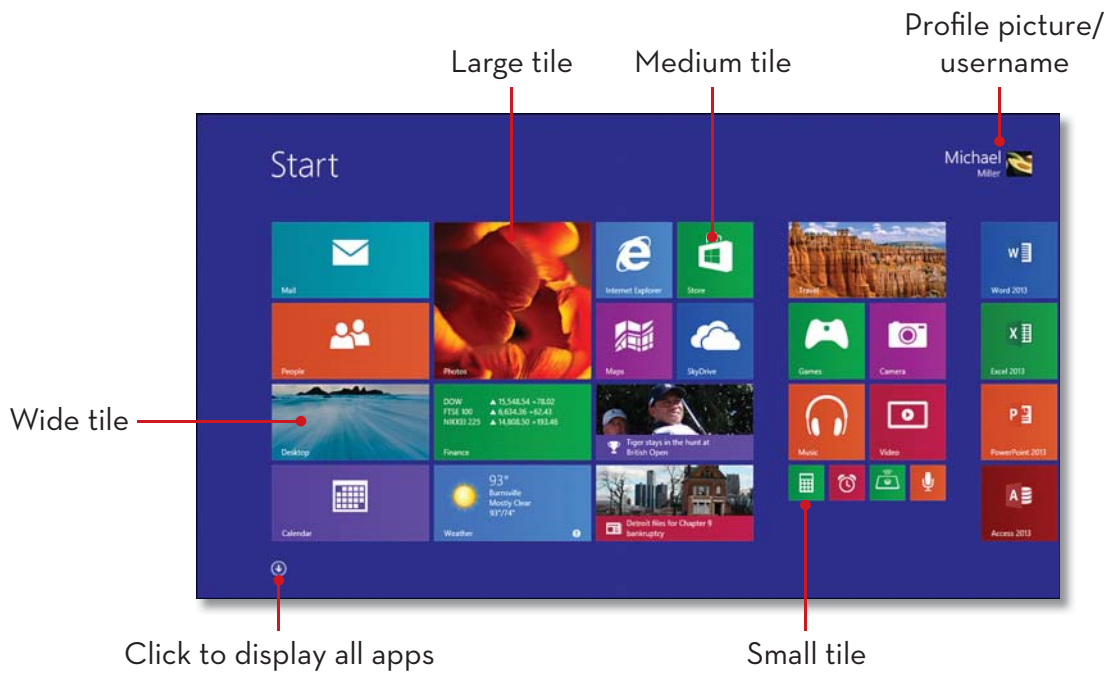 Profile picture/
username
Large tile
Medium tile
Start
Michael
Miller
Mail
Photos
Internet Explorer
Store
Travel
W
Word 2013
People
Maps
SkyDrive
Games
Camera
X
Excel 2013
Wide tile
Desktop
DOW ▲ 15,548.54 +78.02
FTSE 100 ▲ 6,634.36 +62.43
NIKKEI 225 ▲ 14,808.50 +193.46
Finance
Tiger stays in the hunt at
British Open
Music
Video
P
PowerPoint 2013
Calendar
93°
Burnsville
Mostly Clear
93°/74°
Weather
Detroit files for Chapter 9
bankruptcy
A
Access 2013
Click to display all apps
Small tile